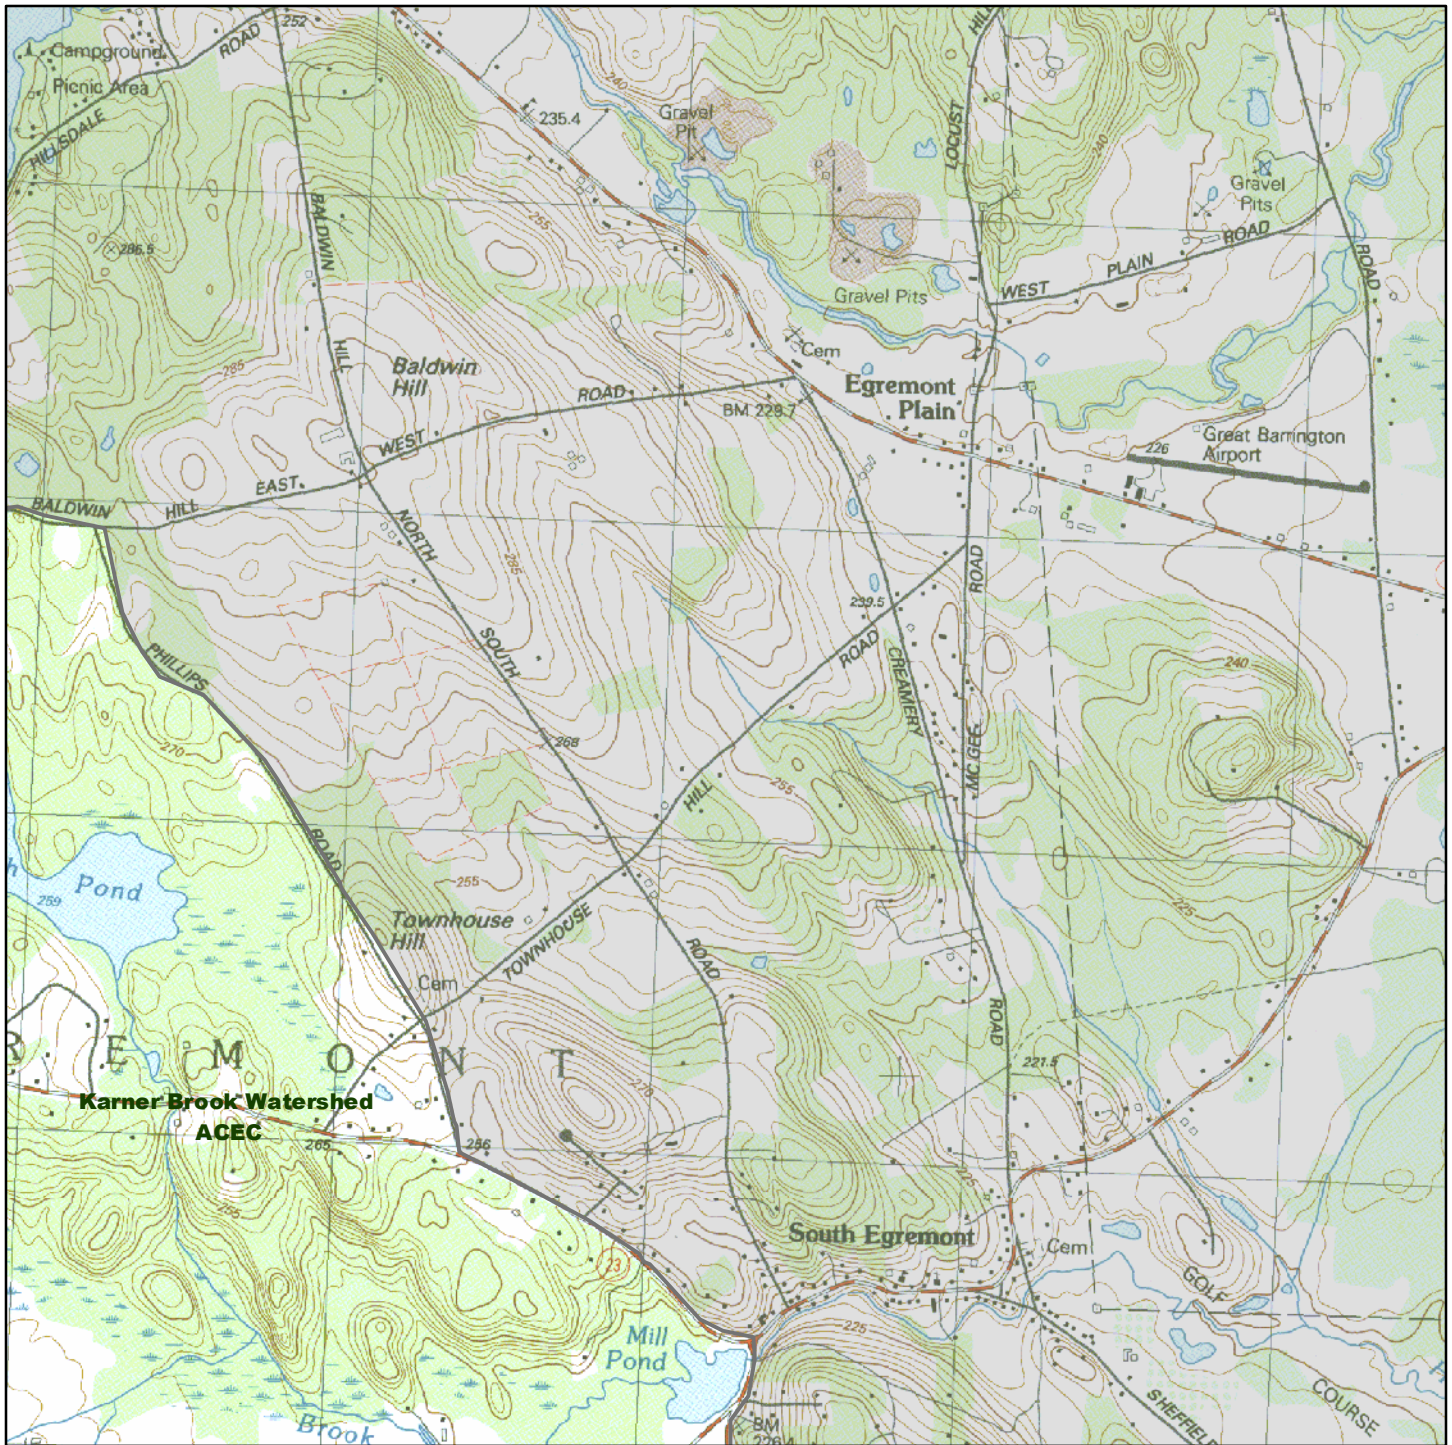 252
ROAD
Campground
Picnic Area
HILLSDALE
240
Gravel
Pit
235.4
LOCUST
HILL
240
Gravel
Pits
BALDWIN
286.5
255
WEST PLAIN ROAD
ROAD
Gravel Pits
HILL
285
Baldwin
Hill
Cem
Egremont
Plain
ROAD
BM 229.7
WEST
226
Great Barrington
Airport
EAST
BALDWIN HILL
NORTH
285
ROAD
239.5
SOUTH
ROAD
CREAMERY
240
PHILLIPS
270
268
MC GEE
HILL
255
ROAD
Pond
259
255
Townhouse
Hill
TOWNHOUSE
225
ROAD
Cem
ROAD
R E M O N T
221.5
270
Karner Brook Watershed
ACEC
265
256
255
South Egremont
Cem
23
GOLF
225
Mill
Pond
SHEFFIELD
COURSE
Brook
BM